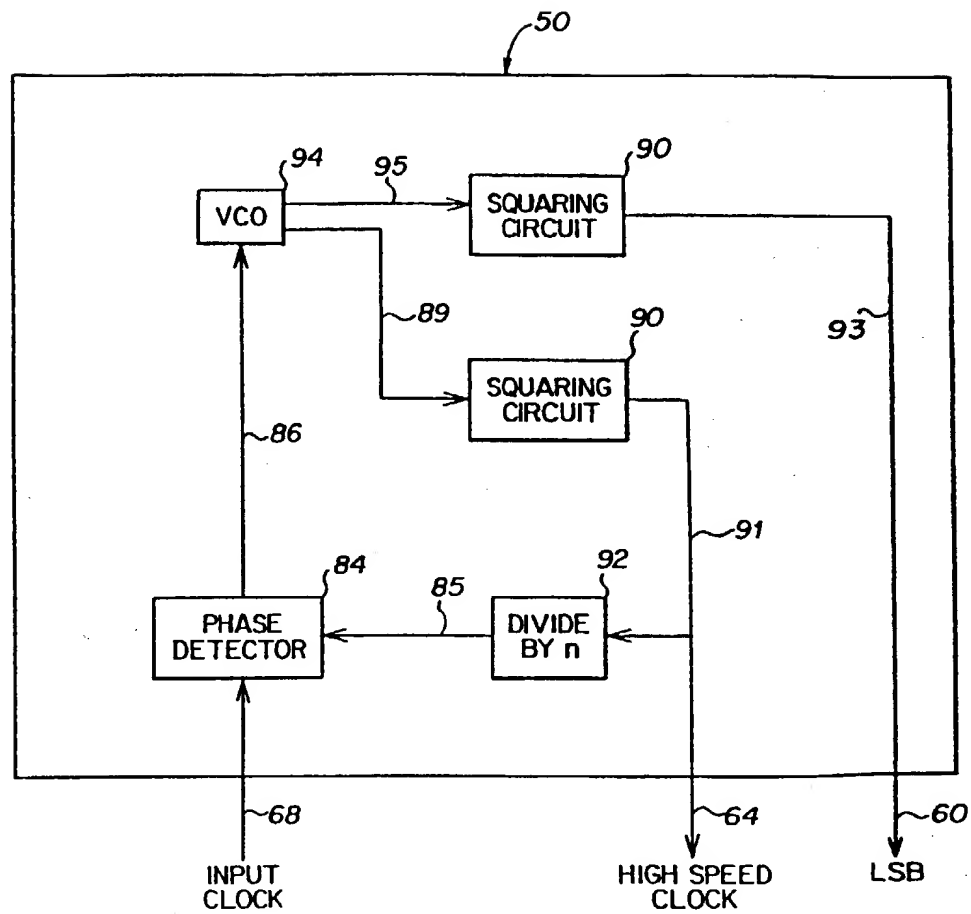 50
94
95
90
VCO
SQUARING
CIRCUIT
89
90
93
SQUARING
CIRCUIT
86
91
84
85
92
PHASE
DETECTOR
DIVIDE
BY n
68
64
60
INPUT
CLOCK
HIGH SPEED
CLOCK
LSB